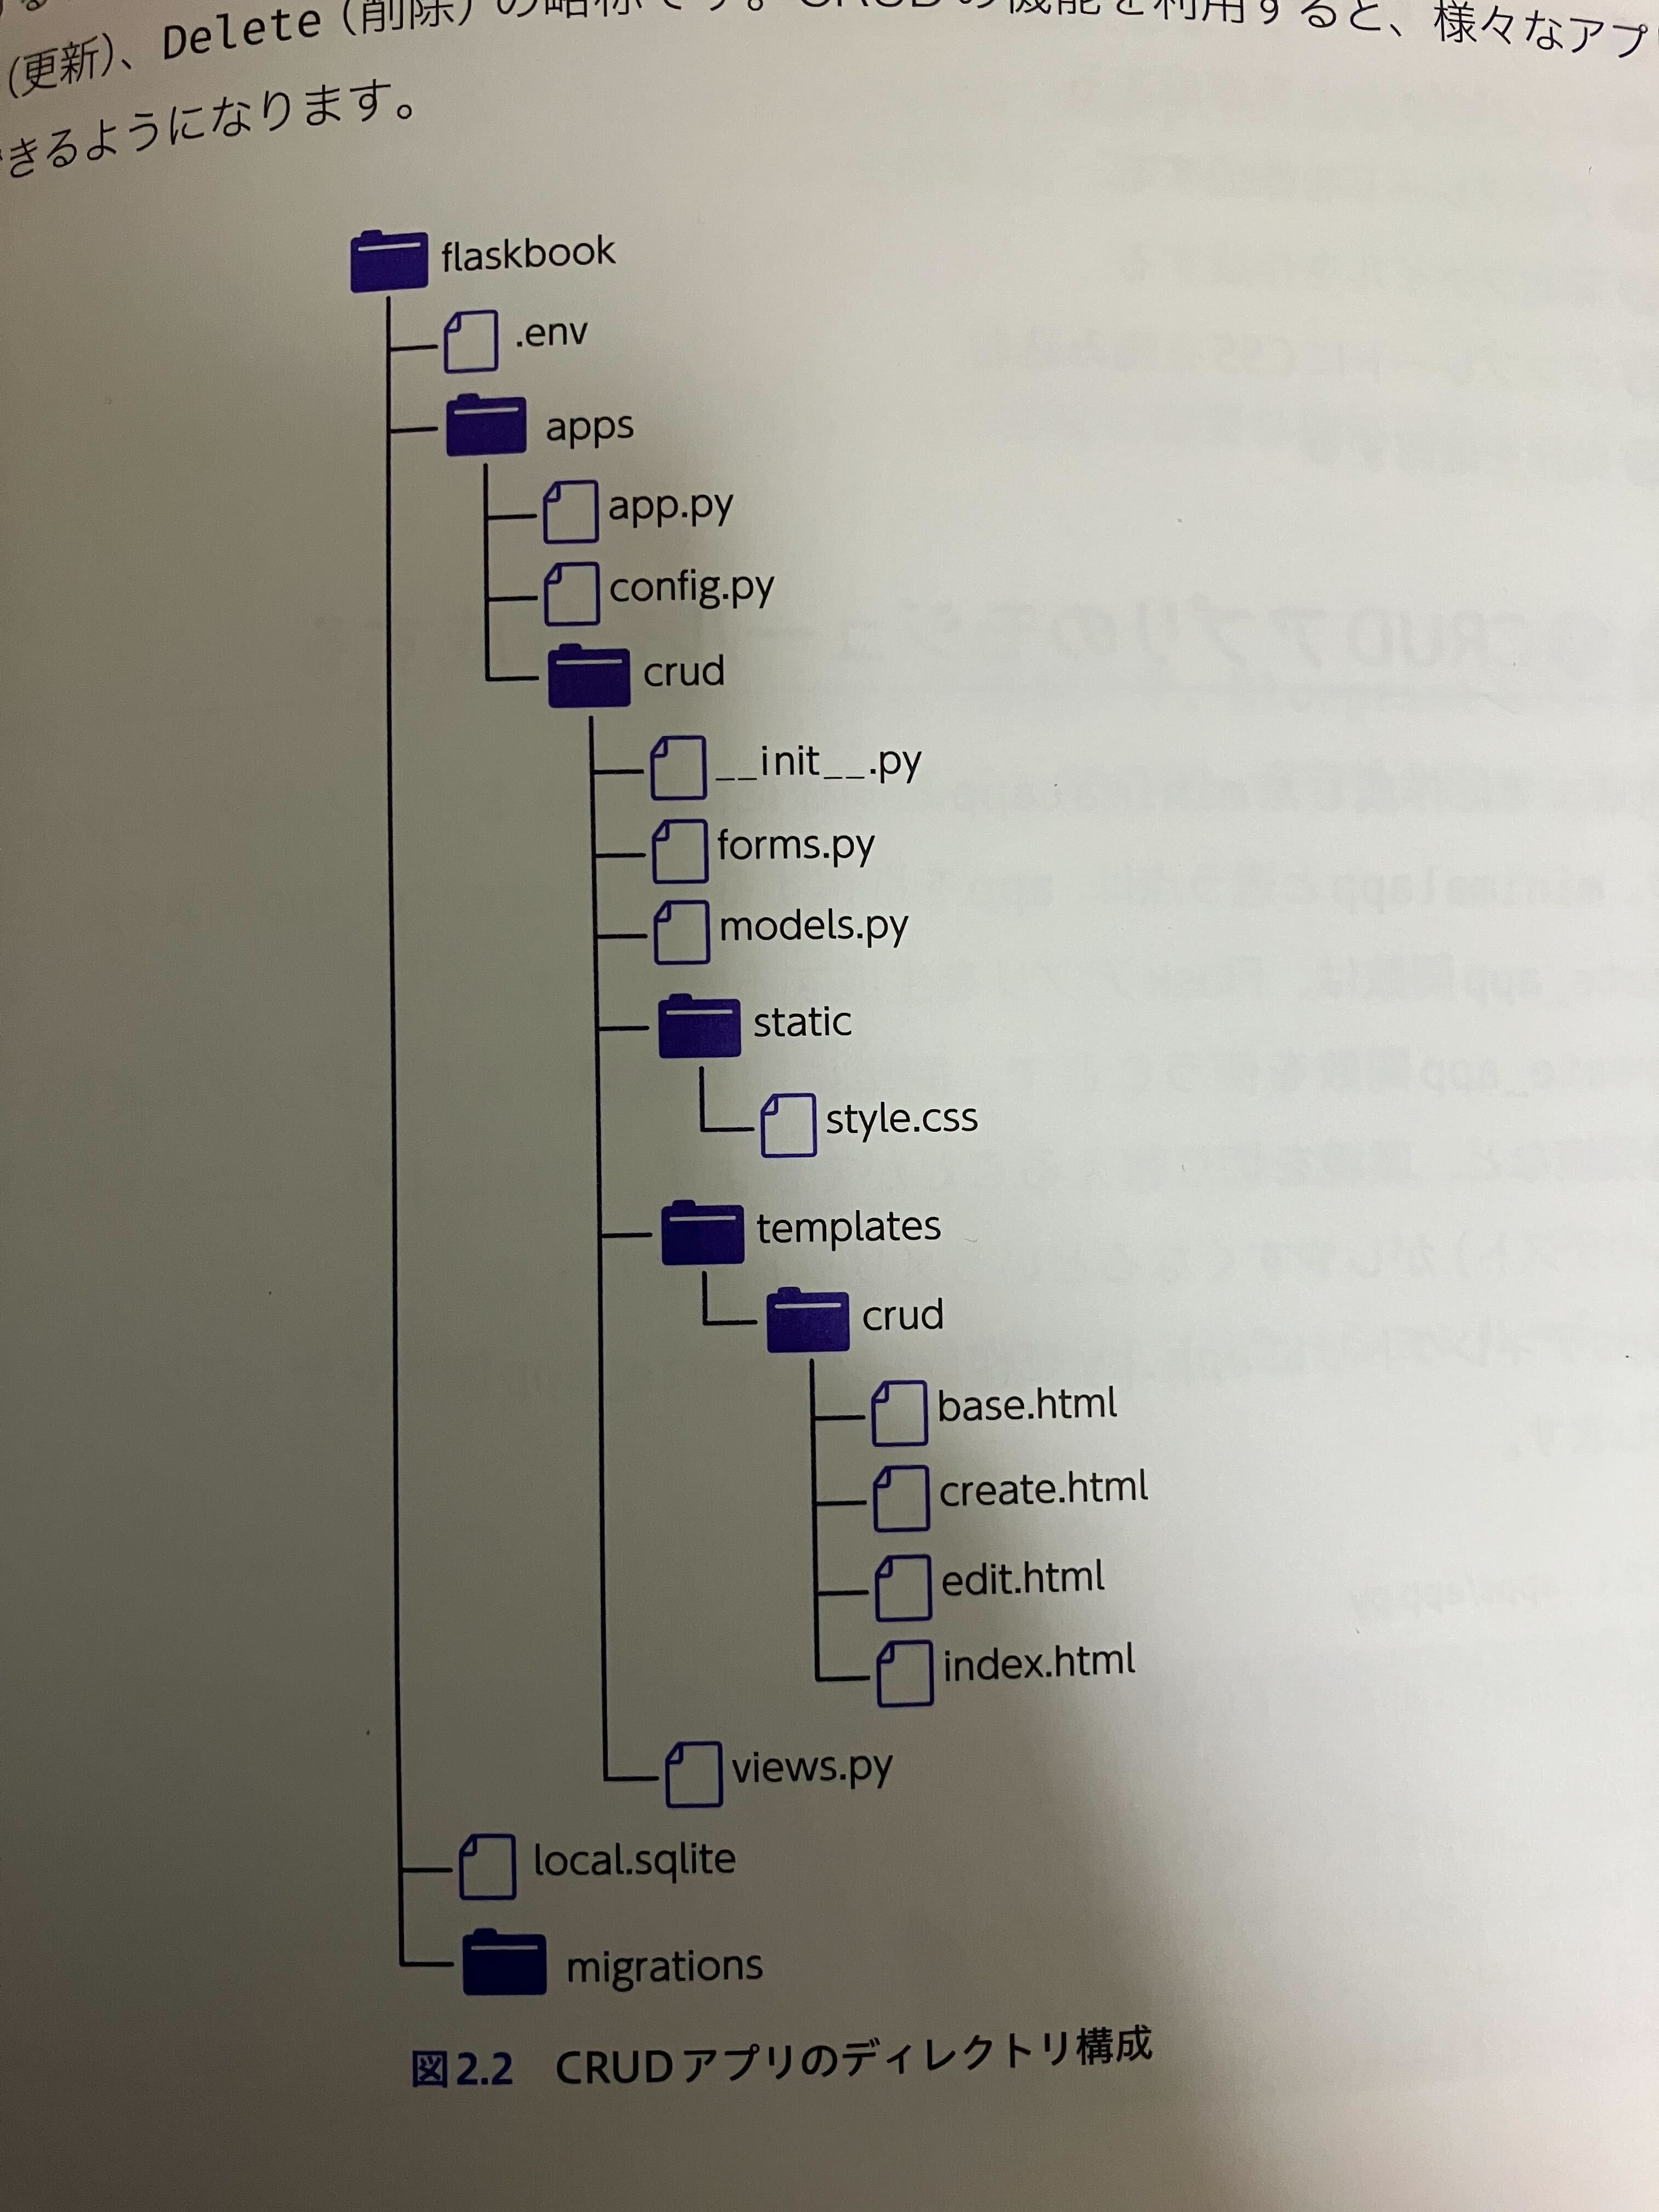 (更新)、Delete(削除)の略称です。CRUDの機能を利用すると、様々なアプ
きるようになります。
flaskbook
.env
apps
app.py
config.py
crud
__init__.py
forms.py
models.py
static
style.css
templates
crud
base.html
create.html
edit.html
index.html
views.py
local.sqlite
migrations
図2.2 CRUDアプリのディレクトリ構成